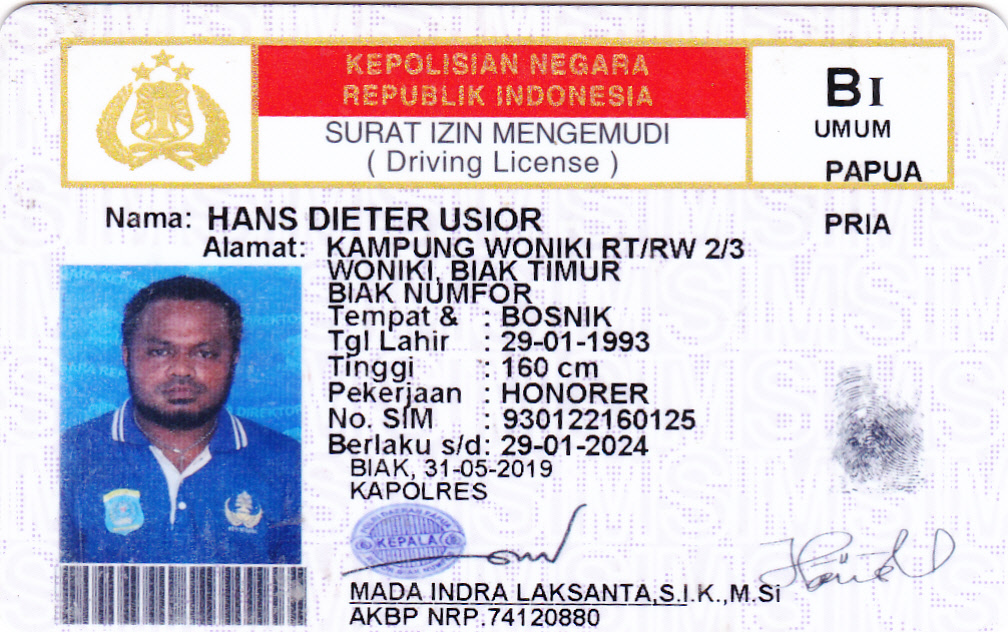 KEPOLISIAN NEGARA
REPUBLIK INDONESIA
SURAT IZIN MENGEMUDI
( Driving License )
B I
UMUM
PAPUA
Nama: HANS DIETER USIOR
PRIA
Alamat: KAMPUNG WONIKI RT/RW 2/3
WONIKI, BIAK TIMUR
BIAK NUMFOR
Tempat & : BOSNIK
Tgl Lahir : 29-01-1993
Tinggi : 160 cm
Pekerjaan : HONORER
No. SIM : 930122160125
Berlaku s/d: 29-01-2024
BIAK, 31-05-2019
KAPOLRES
KEPALA
MADA INDRA LAKSANTA,S.I.K.,M.Si
AKBP NRP.74120880